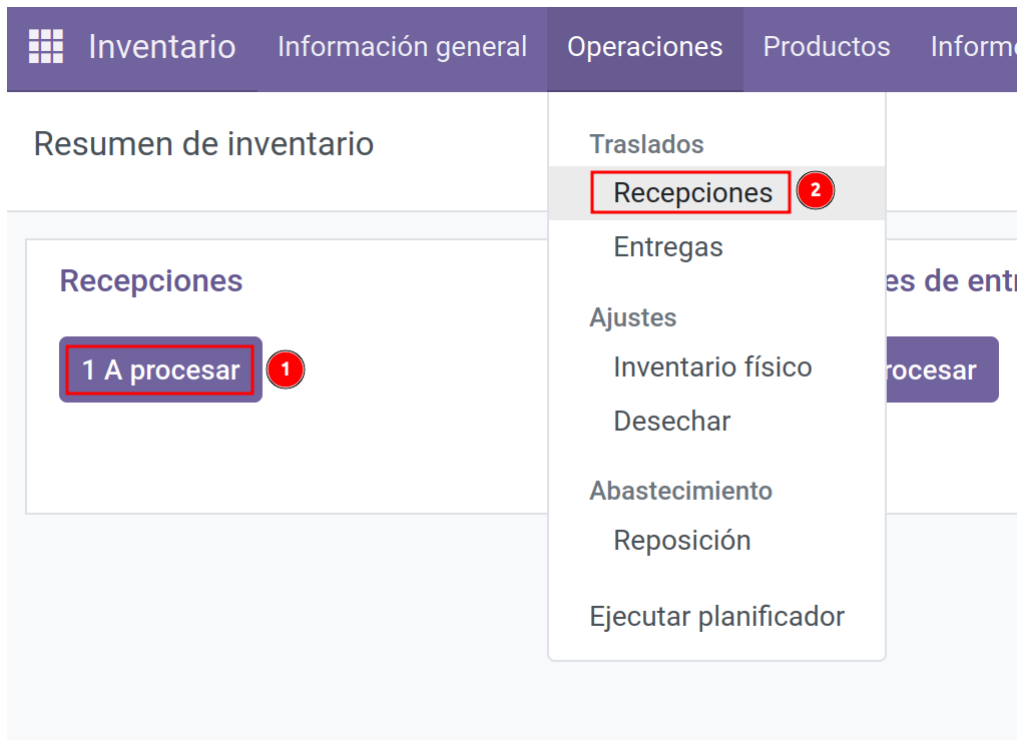 Inventario Información general Operaciones Productos
Resumen de inventario
Traslados
Recepciones 2
Entregas
Recepciones
1 A procesar 1
Ajustes
Inventario físico
Desechar
Abastecimiento
Reposición
Ejecutar planificador
de